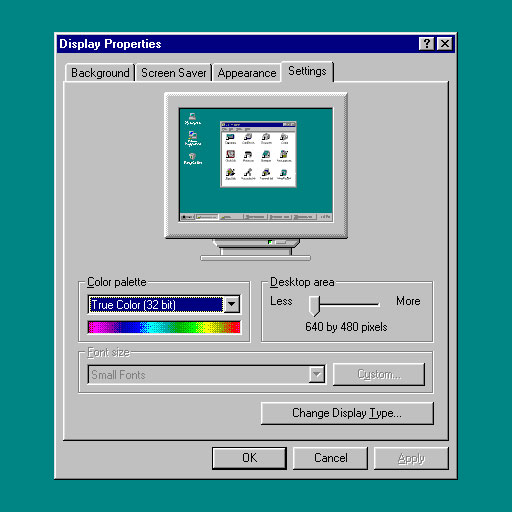 Display Properties
Background Screen Saver Appearance Settings
Color palette
True Color (32 bit)
Desktop area
Less More
640 by 480 pixels
Font size
Small Fonts
Custom...
Change Display Type...
OK Cancel Apply